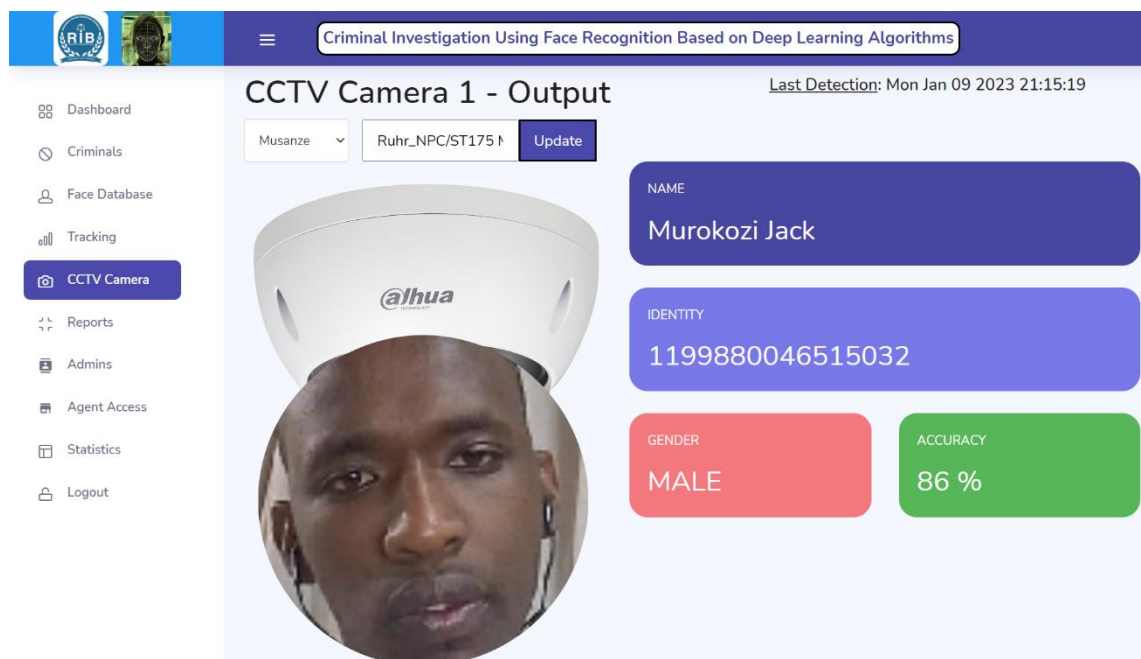 RIB
Criminal Investigation Using Face Recognition Based on Deep Learning Algorithms
CCTV Camera 1 - Output
Last Detection: Mon Jan 09 2023 21:15:19
Dashboard
Criminals
Face Database
Tracking
CCTV Camera
Reports
Admins
Agent Access
Statistics
Logout
Musanze
Ruhr_NPC/ST175
Update
alhua
TECHNOLOGY
NAME
Murokozi Jack
IDENTITY
1199880046515032
GENDER
MALE
ACCURACY
86 %